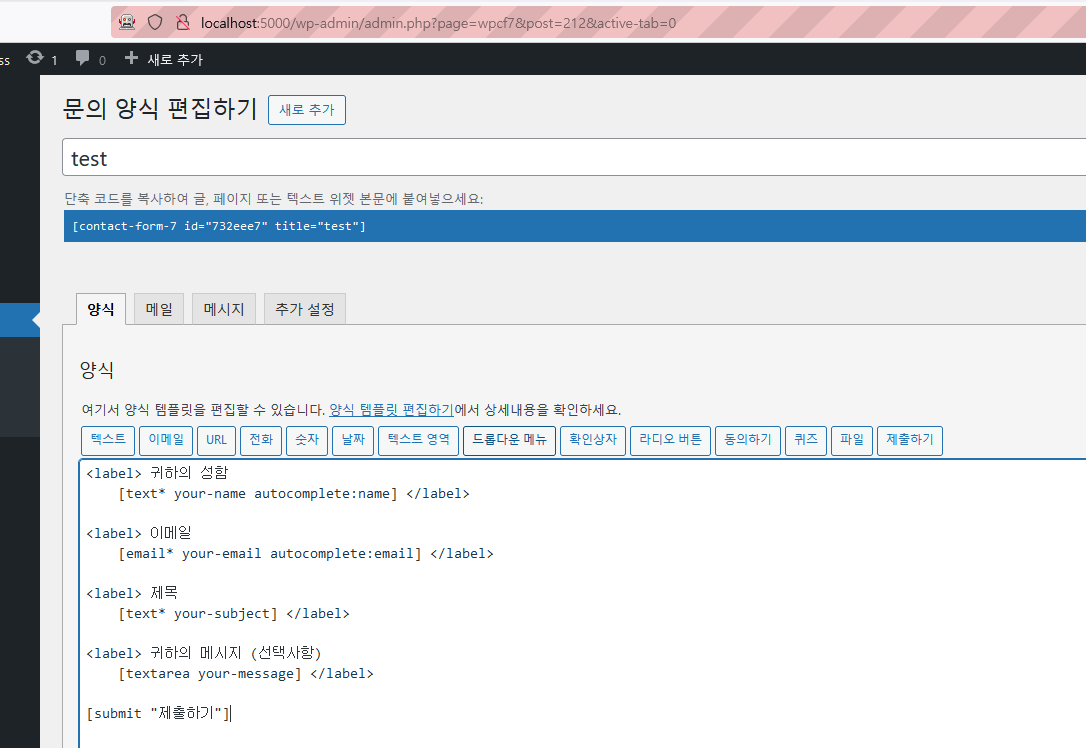 localhost:5000/wp-admin/admin.php?page=wpcf7&post=212&active-tab=0
ss 1 0 새로 추가
문의 양식 편집하기 새로 추가
test
단축 코드를 복사하여 글, 페이지 또는 텍스트 위젯 본문에 붙여넣으세요:
[contact-form-7 id="732eee7" title="test"]
양식 메일 메시지 추가 설정
양식
여기서 양식 템플릿을 편집할 수 있습니다. 양식 템플릿 편집하기에서 상세내용을 확인하세요.
텍스트 이메일 URL 전화 숫자 날짜 텍스트 영역 드롭다운 메뉴 확인상자 라디오 버튼 동의하기 퀴즈 파일 제출하기
<label> 귀하의 성함
[text* your-name autocomplete:name] </label>
<label> 이메일
[email* your-email autocomplete:email] </label>
<label> 제목
[text* your-subject] </label>
<label> 귀하의 메시지 (선택사항)
[textarea your-message] </label>
[submit "제출하기"]